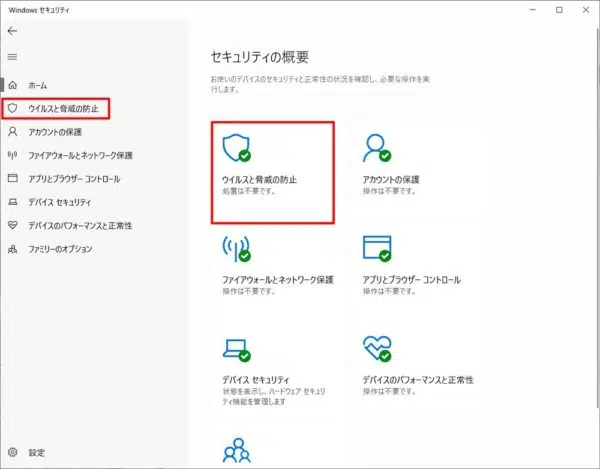 Windows セキュリティ
ホーム
ウイルスと脅威の防止
アカウントの保護
ファイアウォールとネットワーク保護
アプリとブラウザー コントロール
デバイス セキュリティ
デバイスのパフォーマンスと正常性
ファミリーのオプション
設定
セキュリティの概要
お使いのデバイスのセキュリティと正常性の状況を確認し、必要な操作を実
行します。
ウイルスと脅威の防止
処置は不要です。
アカウントの保護
操作は不要です。
ファイアウォールとネットワーク保護
操作は不要です。
アプリとブラウザー コントロール
操作は不要です。
デバイス セキュリティ
状態を表示し、ハードウェア セキュリ
ティ機能を管理します
デバイスのパフォーマンスと正常性
操作は不要です。